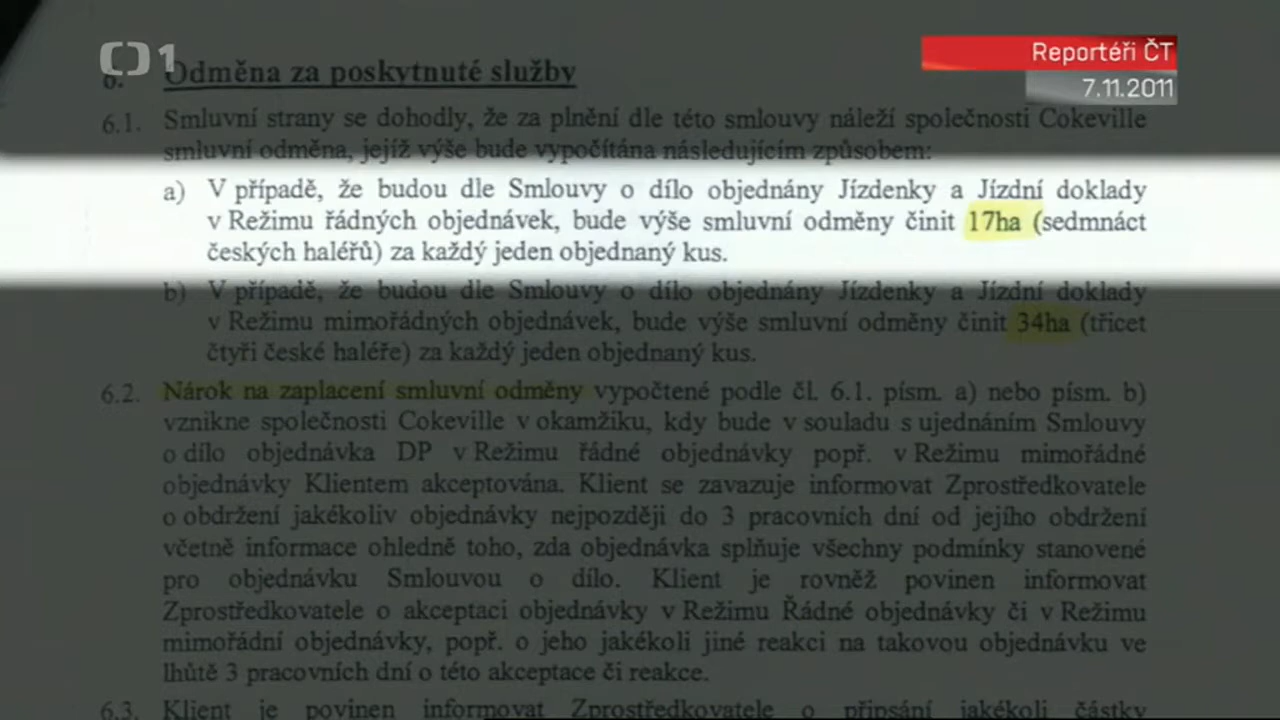 1
Reportéři ČT
7.11.2011
6. Odměna za poskytnuté služby
6.1. Smluvní strany se dohodly, že za plnění dle této smlouvy náleží společnosti Cokeville
smluvní odměna, jejíž výše bude vypočítána následujícím způsobem:
a) V případě, že budou dle Smlouvy o dílo objednány Jízdenky a Jízdní doklady
v Režimu řádných objednávek, bude výše smluvní odměny činit 17ha (sedmnáct
českých haléřů) za každý jeden objednaný kus.
b) V případě, že budou dle Smlouvy o dílo objednány Jízdenky a Jízdní doklady
v Režimu mimořádných objednávek, bude výše smluvní odměny činit 34ha (třicet
čtyři české haléře) za každý jeden objednaný kus.
6.2. Nárok na zaplacení smluvní odměny vypočtené podle čl. 6.1. písm. a) nebo písm. b)
vznikne společnosti Cokeville v okamžiku, kdy bude v souladu s ujednáním Smlouvy
o dílo objednávka DP v Režimu řádné objednávky popř. v Režimu mimořádné
objednávky Klientem akceptována. Klient se zavazuje informovat Zprostředkovatele
o obdržení jakékoliv objednávky nejpozději do 3 pracovních dní od jejího obdržení
včetně informace ohledně toho, zda objednávka splňuje všechny podmínky stanovené
pro objednávku Smlouvou o dílo. Klient je rovněž povinen informovat
Zprostředkovatele o akceptaci objednávky v Režimu Řádné objednávky či v Režimu
mimořádní objednávky, popř. o jeho jakékoli jiné reakci na takovou objednávku ve
lhůtě 3 pracovních dní o této akceptace či reakce.
6.3. Klient je povinen informovat Zprostředkovatele o připsání jakékoli částky